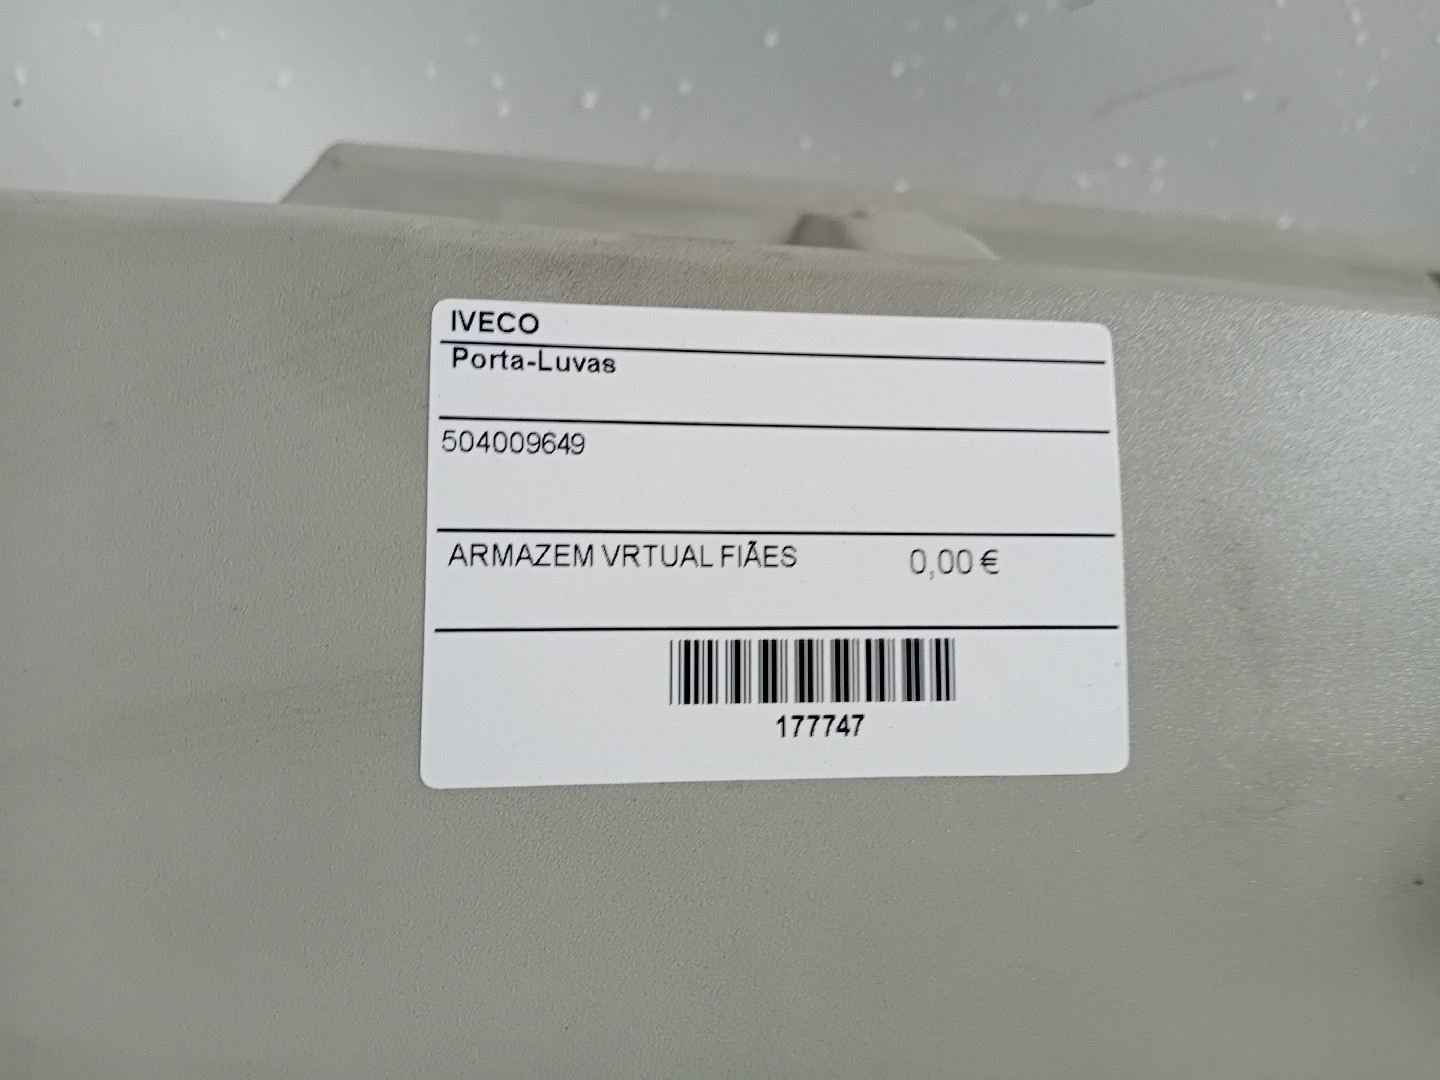 IVECO
Porta-Luvas
504009649
ARMAZEM VRTUAL FIÃES 0,00 €
177747